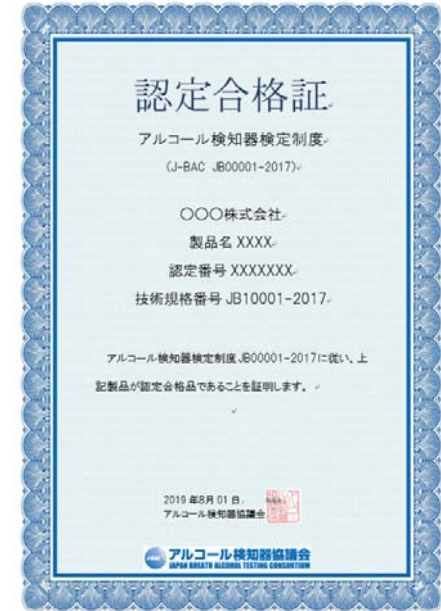 認定合格証
アルコール検知器検定制度
(J-BAC JB00001-2017)
〇〇〇株式会社
製品名 XXXX
認定番号 XXXXXXX
技術規格番号 JB10001-2017
アルコール検知器検定制度 JB00001-2017に従い、上
記製品が認定合格品であることを証明します。
2019 年8月 01 日
アルコール検知器協議会
アルコール検知器協議会
JAPAN BREATH ALCOHOL TESTING CONSORTIUM